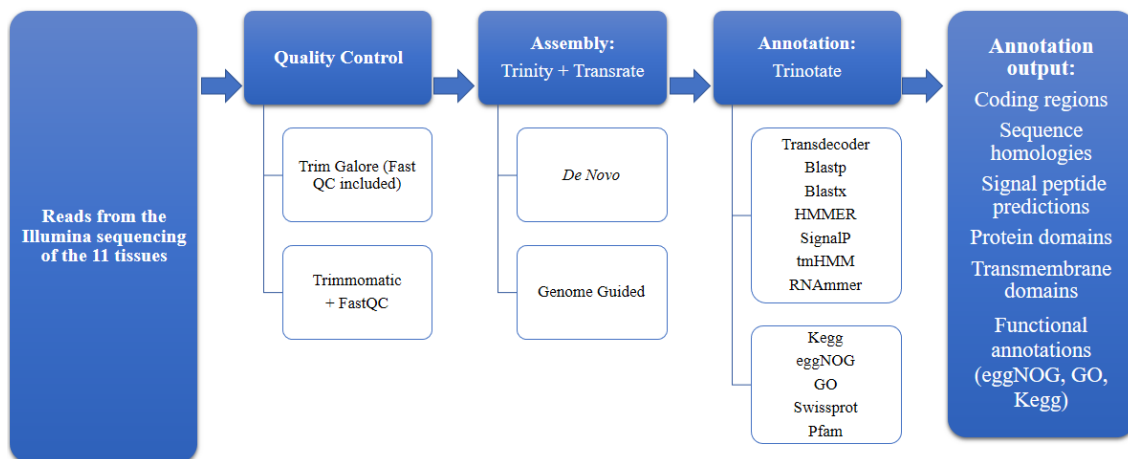 Reads from the
Illumina sequencing
of the 11 tissues
Quality Control
Trim Galore (Fast
QC included)
Trimmomatic
+ FastQC
Assembly:
Trinity + Transrate
De Novo
Genome Guided
Annotation:
Trinotate
Transdecoder
Blastp
Blastx
HMMER
SignalP
tmHMM
RNAmmer
Kegg
eggNOG
GO
Swissprot
Pfam
Annotation
output:
Coding regions
Sequence
homologies
Signal peptide
predictions
Protein domains
Transmembrane
domains
Functional
annotations
(eggNOG, GO,
Kegg)